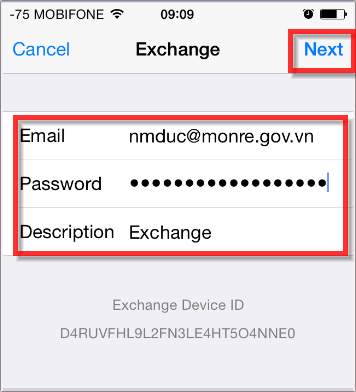 -75 MOBIFONE 09:09
Cancel Exchange Next
Email nmduc@monre.gov.vn
Password ••••••••••••••••••
Description Exchange
Exchange Device ID
D4RUVFHL9L2FN3LE4HT5O4NNE0